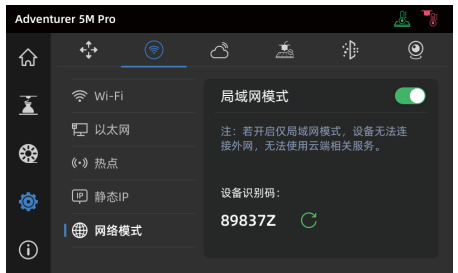 Adventurer 5M Pro
Wi-Fi
以太网
热点
IP 静态IP
网络模式
局域网模式
注：若开启仅局域网模式，设备无法连
接外网，无法使用云端相关服务。
设备识别码：
89837Z